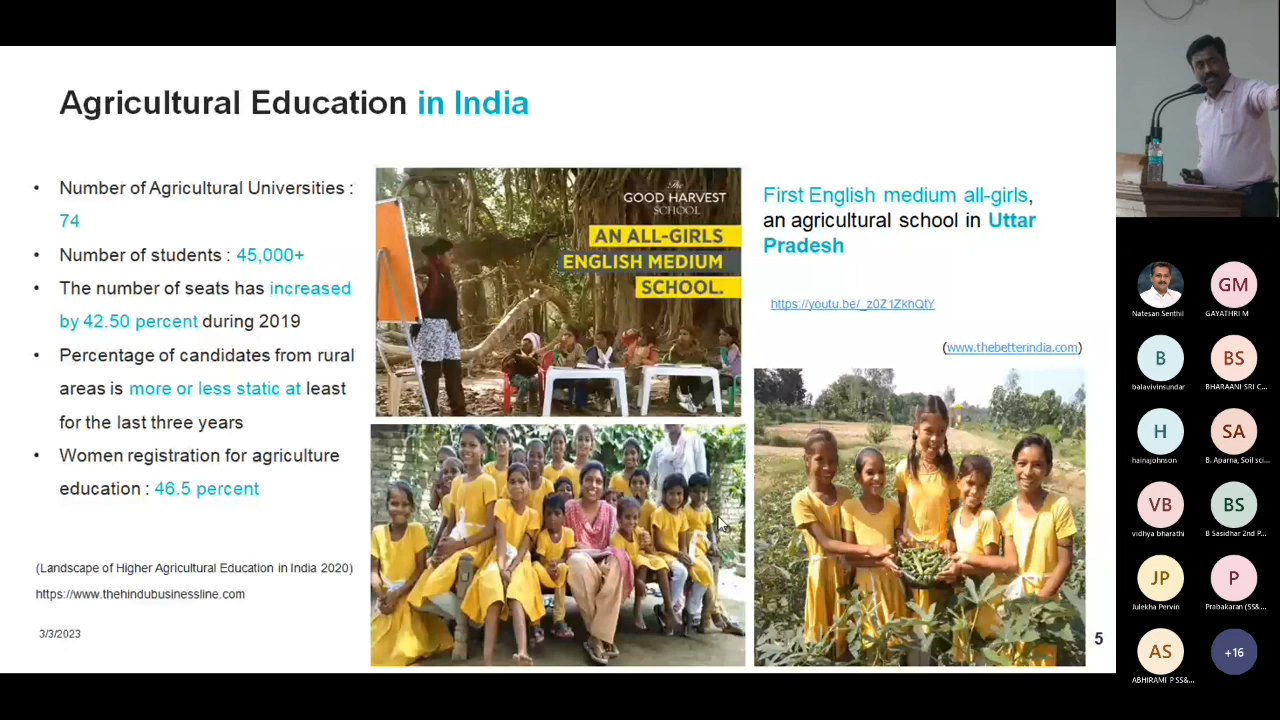 Agricultural Education in India
• Number of Agricultural Universities :
74
• Number of students : 45,000+
• The number of seats has increased
by 42.50 percent during 2019
• Percentage of candidates from rural
areas is more or less static at least
for the last three years
• Women registration for agriculture
education : 46.5 percent
(Landscape of Higher Agricultural Education in India 2020)
https://www.thehindubusinessline.com
3/3/2023
The
GOOD HARVEST
SCHOOL
AN ALL-GIRLS
ENGLISH MEDIUM
SCHOOL.
First English medium all-girls,
an agricultural school in Uttar
Pradesh
https://youtu.be/_z0Z1ZkhQtY
(www.thebetterindia.com)
5
Natesan Senthil
GM
GAYATHRI M
B
balavivinsundar
BS
BHARAANI SRI C...
H
hainajohnson
SA
B. Aparna, Soil sci...
VB
vidhya bharathi
BS
B Sasidhar 2nd P...
JP
Julekha Pervin
P
Prabakaran (SS&...
AS
ABHIRAMI P SS&...
+16